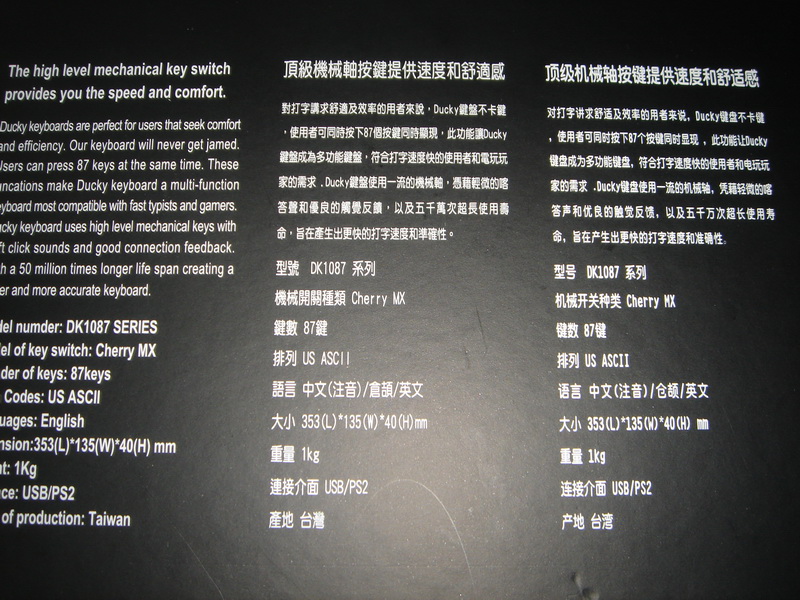 The high level mechanical key switch
provides you the speed and comfort.
Ducky keyboards are perfect for users that seek comfort
and efficiency. Our keyboard will never get jamed.
Users can press 87 keys at the same time. These
funcations make Ducky keyboard a multi-function
keyboard most compatible with fast typists and gamers.
Ducky keyboard uses high level mechanical keys with
click sounds and good connection feedback.
a 50 million times longer life span creating a
and more accurate keyboard.
numder: DK1087 SERIES
of key switch: Cherry MX
of keys: 87keys
Codes: US ASCII
English
353(L)*135(W)*40(H) mm
1Kg
USB/PS2
of production: Taiwan
頂級機械軸按鍵提供速度和舒適感
對打字講求舒適及效率的用者來說，Ducky鍵盤不卡鍵
，使用者可同時按下87個按鍵同時顯現，此功能讓Ducky
鍵盤成為多功能鍵盤，符合打字速度快的使用者和電玩玩
家的需求 .Ducky鍵盤使用一流的機械軸，憑藉輕微的喀
答聲和優良的觸覺反饋，以及五千萬次超長使用壽
命，旨在產生出更快的打字速度和準確性。
型號 DK1087 系列
機械開關種類 Cherry MX
鍵數 87鍵
排列 US ASCII
語言 中文(注音)/倉頡/英文
大小 353(L)*135(W)*40(H)mm
重量 1kg
連接介面 USB/PS2
產地 台灣
顶级机械轴按键提供速度和舒适感
对打字讲求舒适及效率的用者来说，Ducky键盘不卡键
，使用者可同时按下87个按键同时显现，此功能让Ducky
键盘成为多功能键盘，符合打字速度快的使用者和电玩玩
家的需求 .Ducky键盘使用一流的机械轴，凭藉轻微的喀
答声和优良的触觉反馈，以及五千万次超长使用寿
命，旨在产生出更快的打字速度和准确性。
型号 DK1087 系列
机械开关种类 Cherry MX
键数 87键
排列 US ASCII
语言 中文(注音)/仓颉/英文
大小 353(L)*135(W)*40(H) mm
重量 1kg
连接介面 USB/PS2
产地 台湾